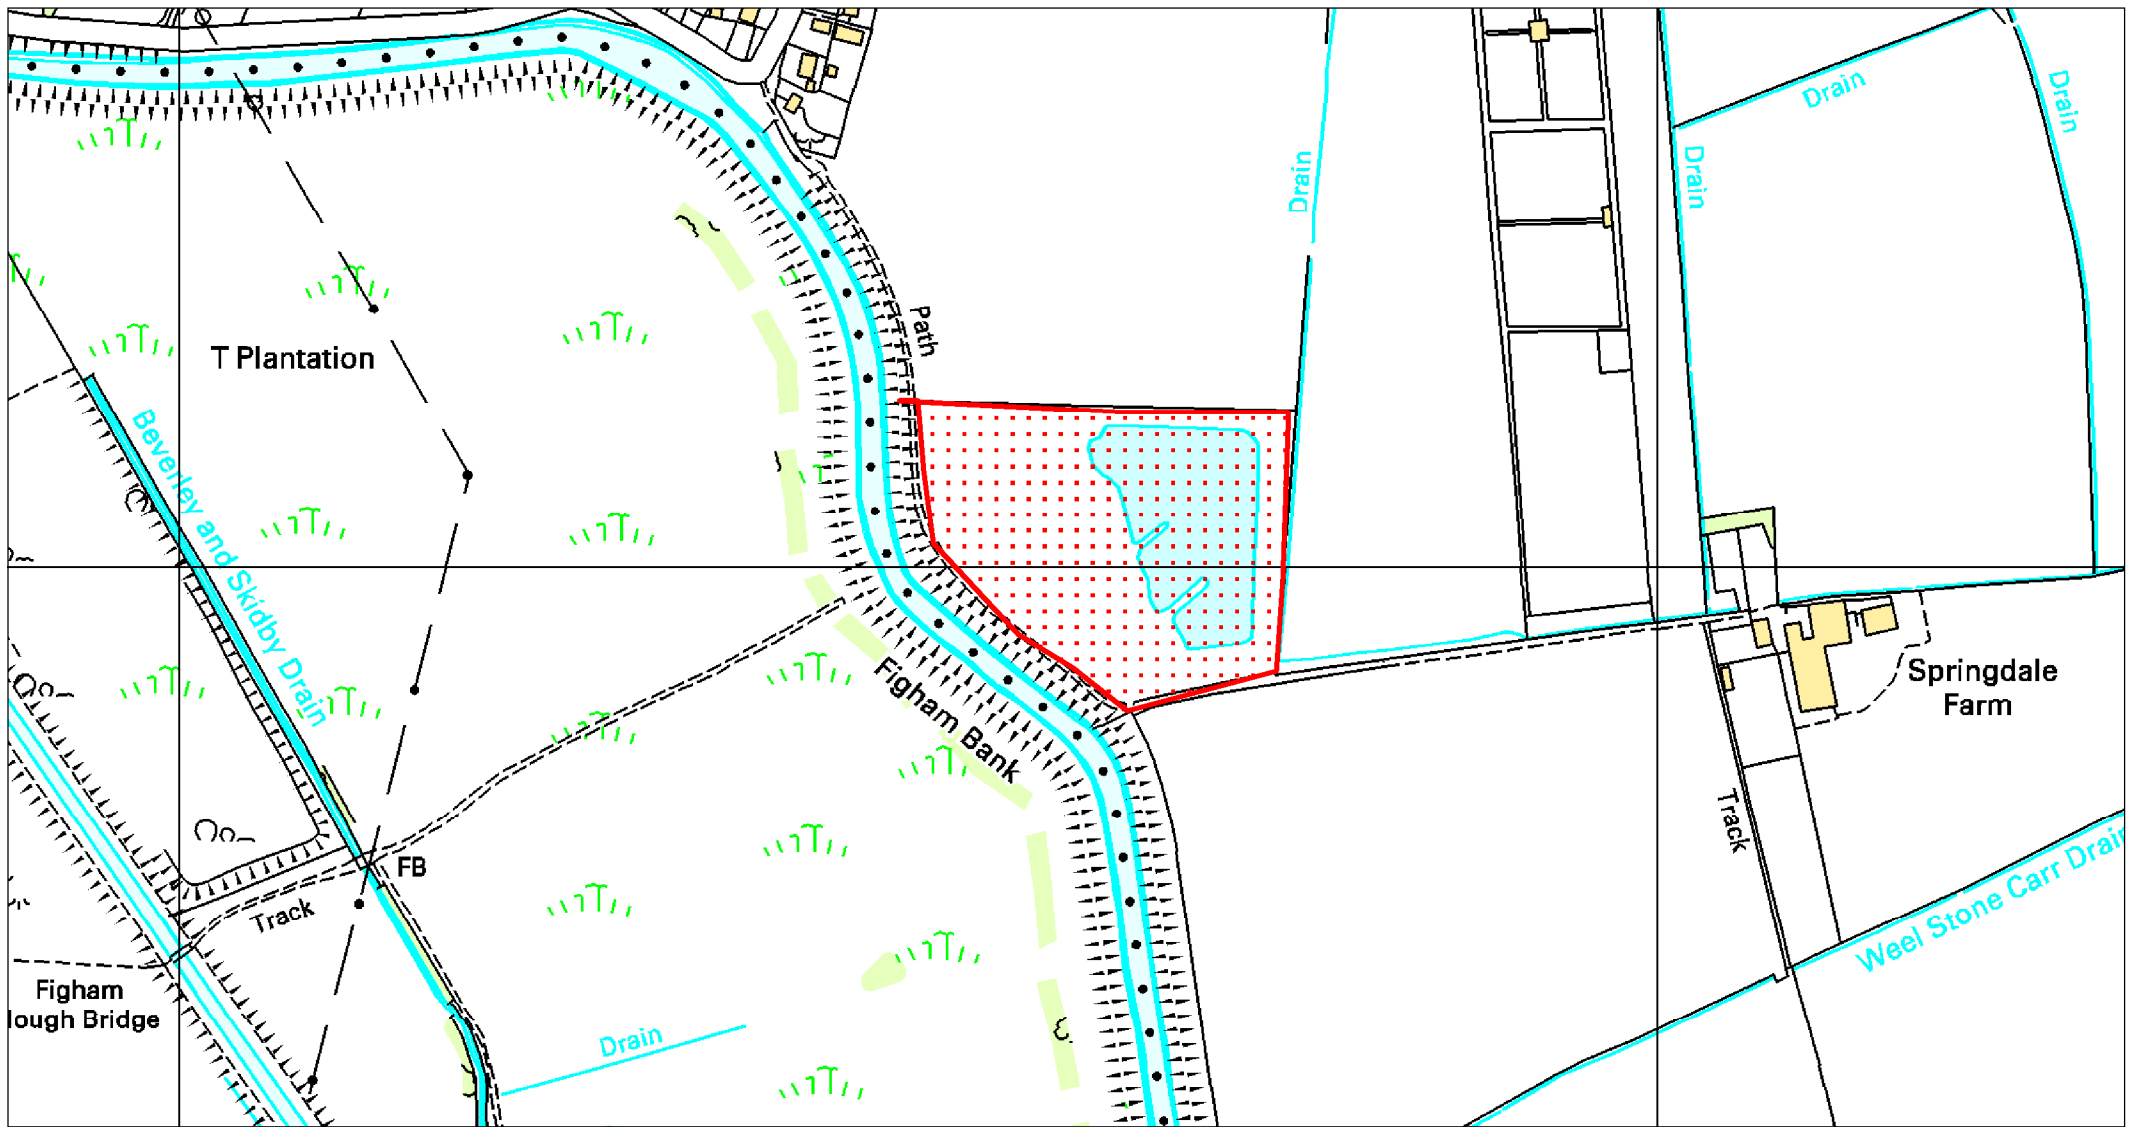 Drain
Drain
Drain
Drain
Path
T Plantation
Beverley and Skidby Drain
Figham Bank
Springdale
Farm
Track
FB
Track
Weel Stone Carr Drain
Figham
lough Bridge
Drain